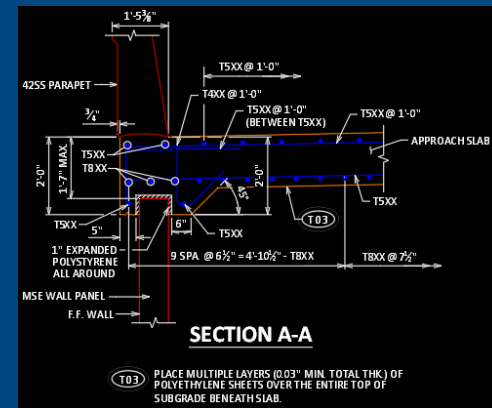 1'-5⅜"
T5XX @ 1'-0"
42SS PARAPET
T4XX @ 1'-0"
T5XX @ 1'-0"
(BETWEEN T5XX)
T5XX @ 1'-0"
¾"
APPROACH SLAB
T5XX
T8XX
2'-0"
1'-7" MAX.
2'-0"
45°
T5XX
T5XX
5"
6"
T5XX
T03
1" EXPANDED
POLYSTYRENE
ALL AROUND
9 SPA. @ 6½" = 4'-10½" - T8XX
T8XX @ 7½"
MSE WALL PANEL
F.F. WALL
SECTION A-A
T03 PLACE MULTIPLE LAYERS (0.03" MIN. TOTAL THK.) OF
POLYETHYLENE SHEETS OVER THE ENTIRE TOP OF
SUBGRADE BENEATH SLAB.